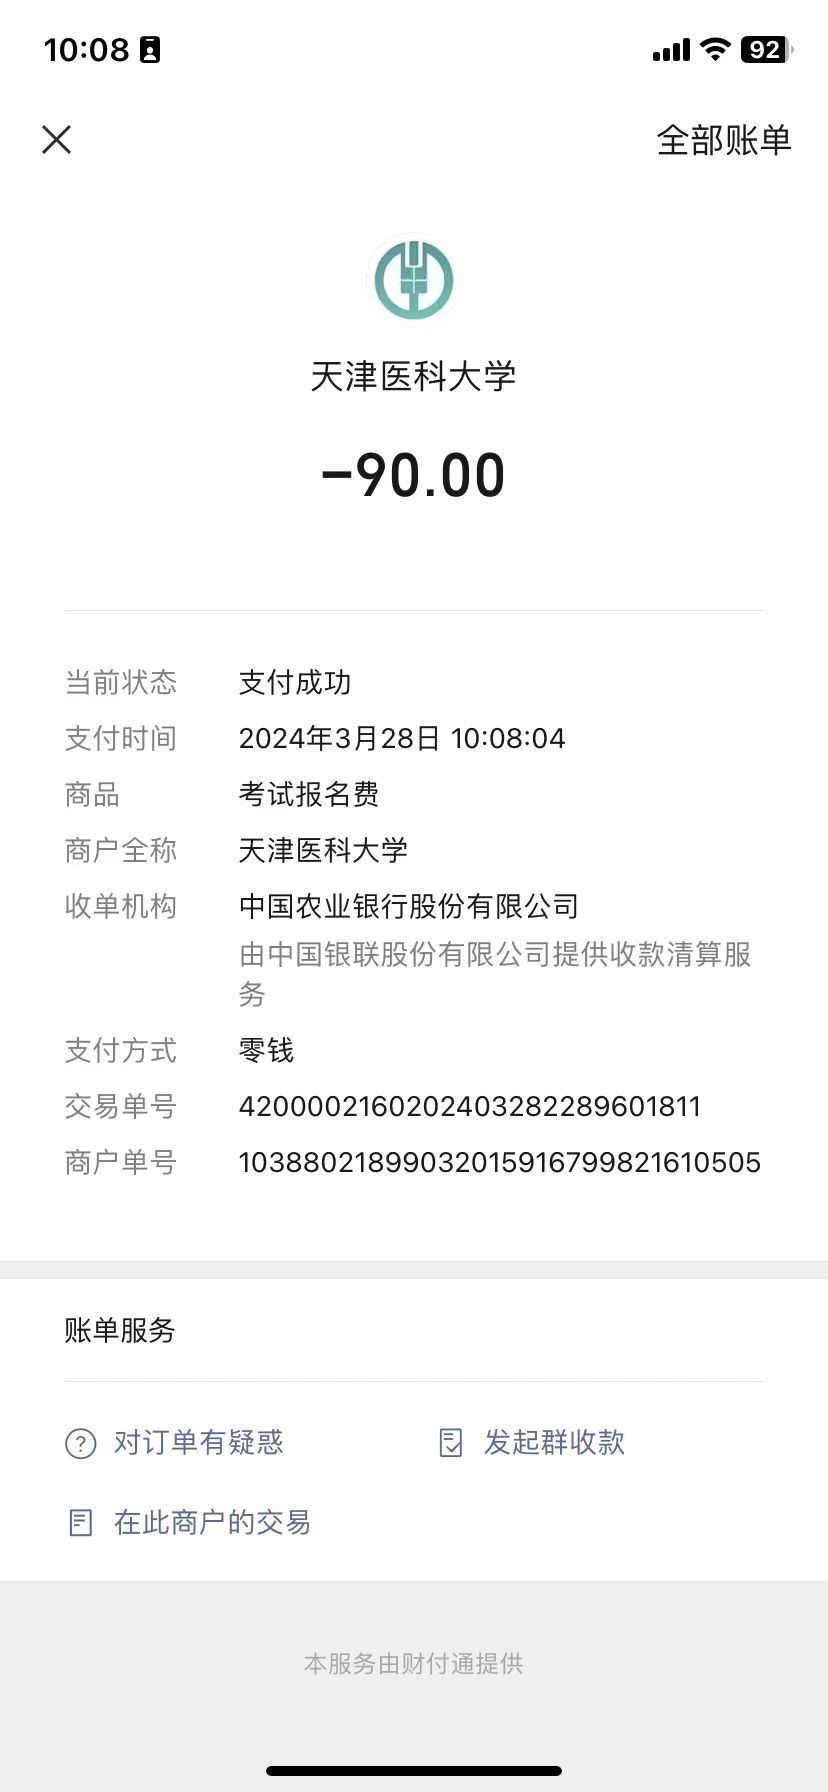 10:08
92
全部账单
天津医科大学
-90.00
当前状态 支付成功
支付时间 2024年3月28日 10:08:04
商品 考试报名费
商户全称 天津医科大学
收单机构 中国农业银行股份有限公司
由中国银联股份有限公司提供收款清算服
务
支付方式 零钱
交易单号 4200002160202403282289601811
商户单号 10388021899032015916799821610505
账单服务
对订单有疑惑 发起群收款
在此商户的交易
本服务由财付通提供